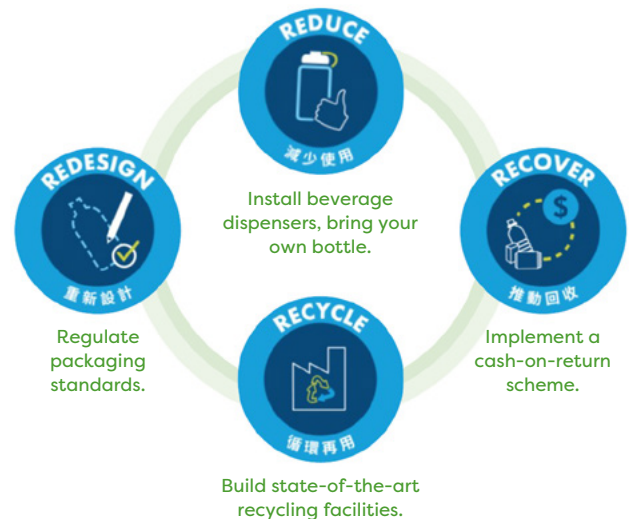 REDUCE
減少使用
Install beverage
dispensers, bring your
own bottle.
REDESIGN
重新設計
Regulate
packaging
standards.
RECOVER
$
推動回收
Implement a
cash-on-return
scheme.
RECYCLE
循環再用
Build state-of-the-art
recycling facilities.